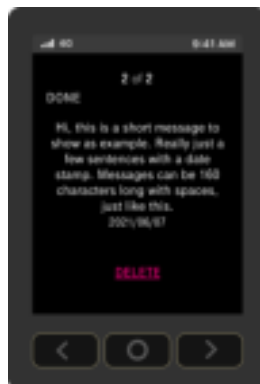 4G 9:41 AM
2 of 2
DONE
Hi, this is a short message to
show as example. Really just a
few sentences with a date
stamp. Messages can be 160
characters long with spaces,
just like this.
2021/06/07
DELETE